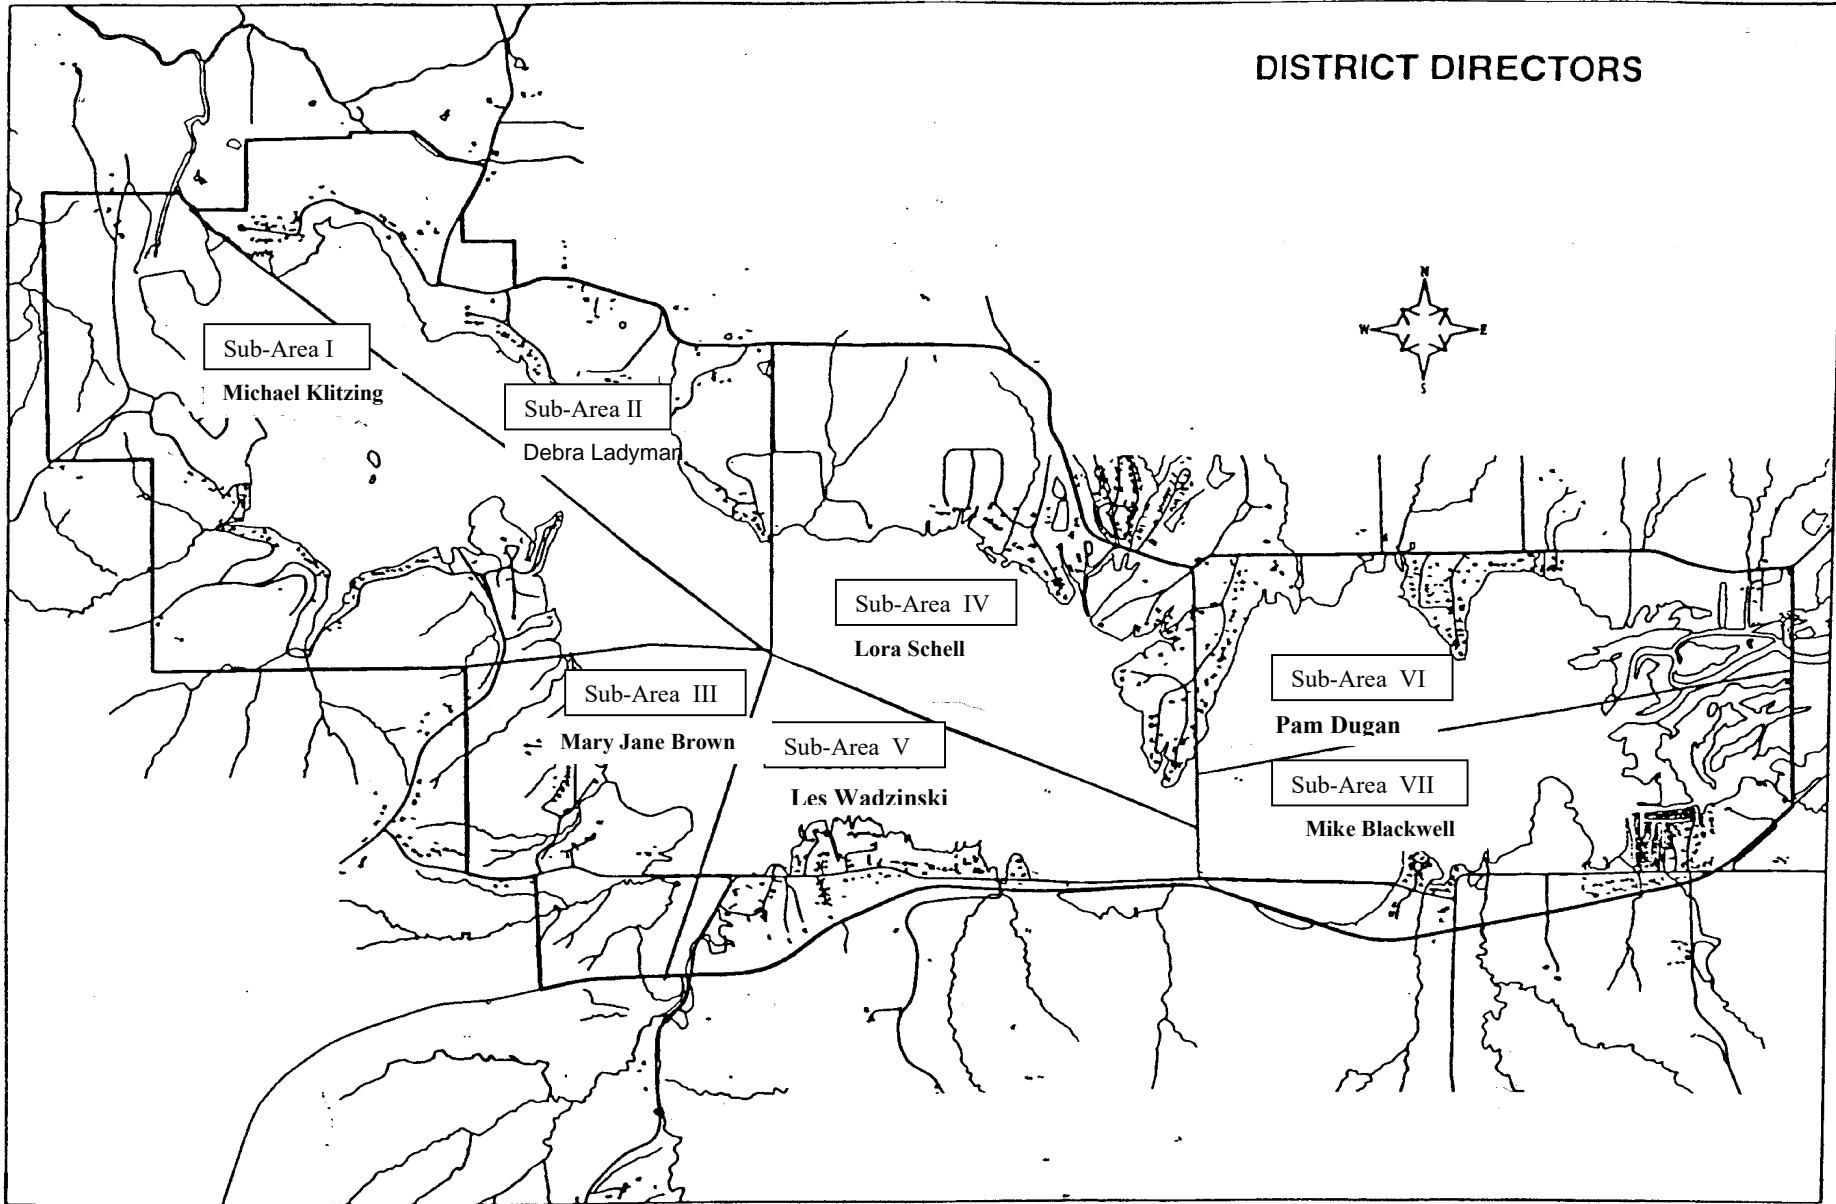 DISTRICT DIRECTORS
N
W
E
S
Sub-Area I
Michael Klitzing
Sub-Area II
Debra Ladyman
Sub-Area IV
Lora Schell
Sub-Area III
Mary Jane Brown
Sub-Area V
Les Wadzinski
Sub-Area VI
Pam Dugan
Sub-Area VII
Mike Blackwell